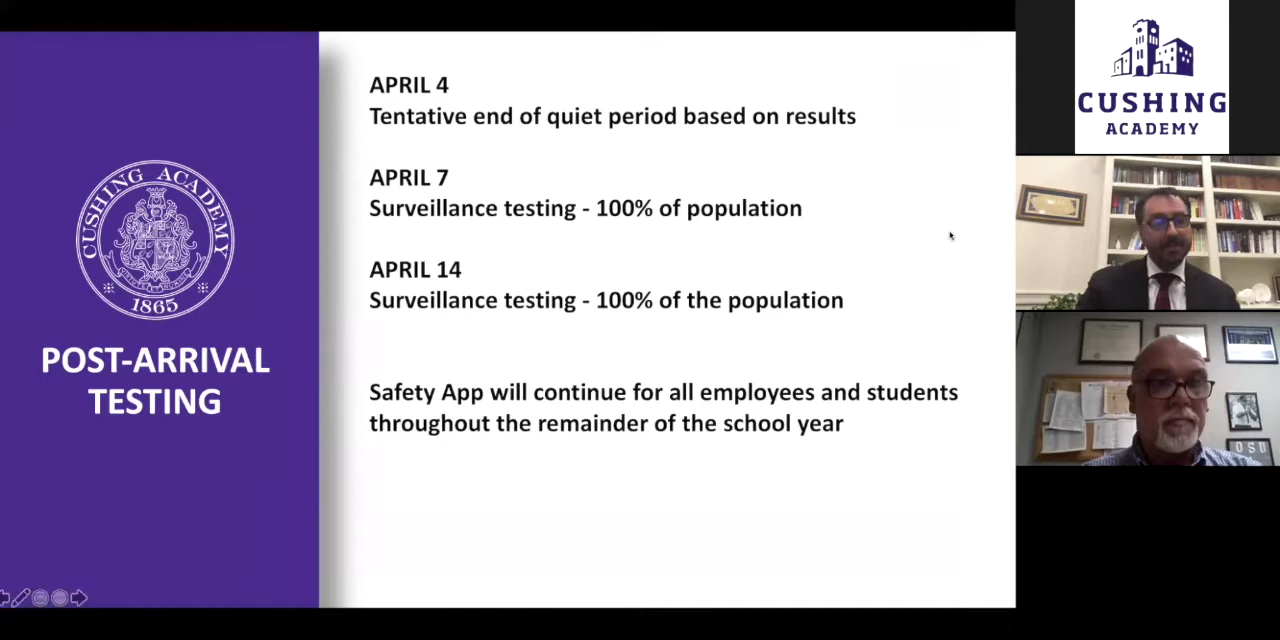 CUSHING ACADEMY
1865
POST-ARRIVAL
TESTING
APRIL 4
Tentative end of quiet period based on results
APRIL 7
Surveillance testing - 100% of population
APRIL 14
Surveillance testing - 100% of the population
Safety App will continue for all employees and students
throughout the remainder of the school year
CUSHING
ACADEMY
OSU